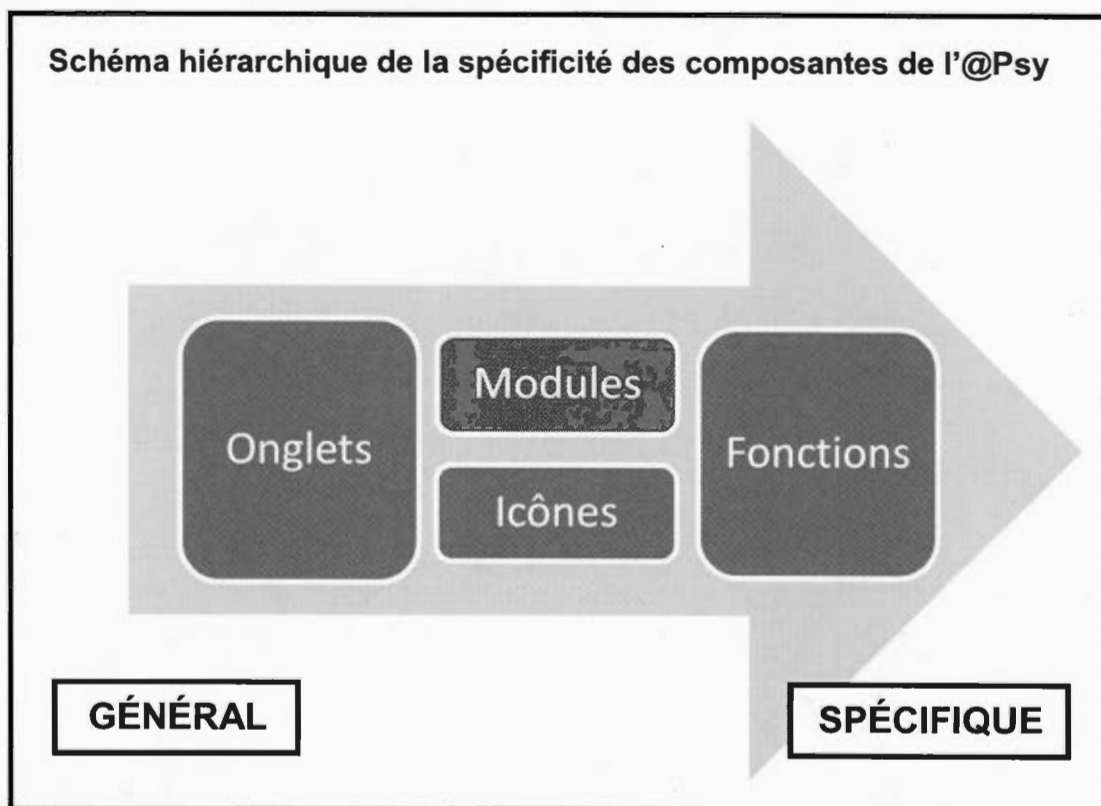 Schéma hiérarchique de la spécificité des composantes de l'@Psy
Onglets
Modules
Icônes
Fonctions
GÉNÉRAL
SPÉCIFIQUE